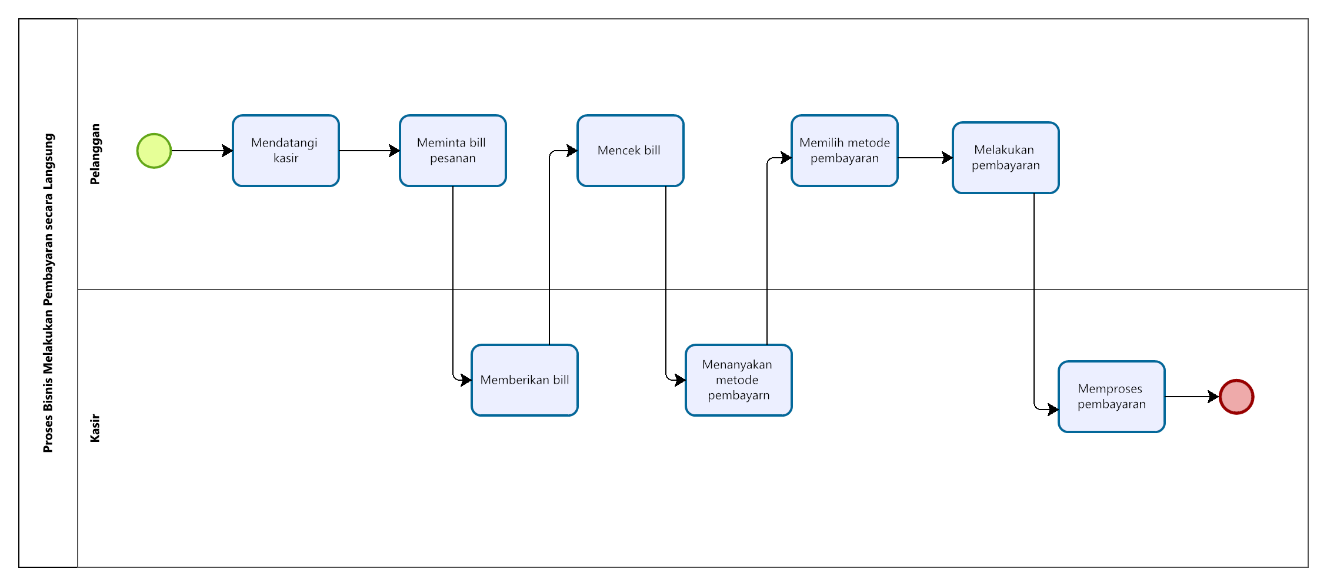 Proses Bisnis Melakukan Pembayaran secara Langsung
Pelanggan
Mendatangi
kasir
Meminta bill
pesanan
Mencek bill
Memilih metode
pembayaran
Melakukan
pembayaran
Kasir
Memberikan bill
Menanyakan
metode
pembayarn
Memproses
pembayaran